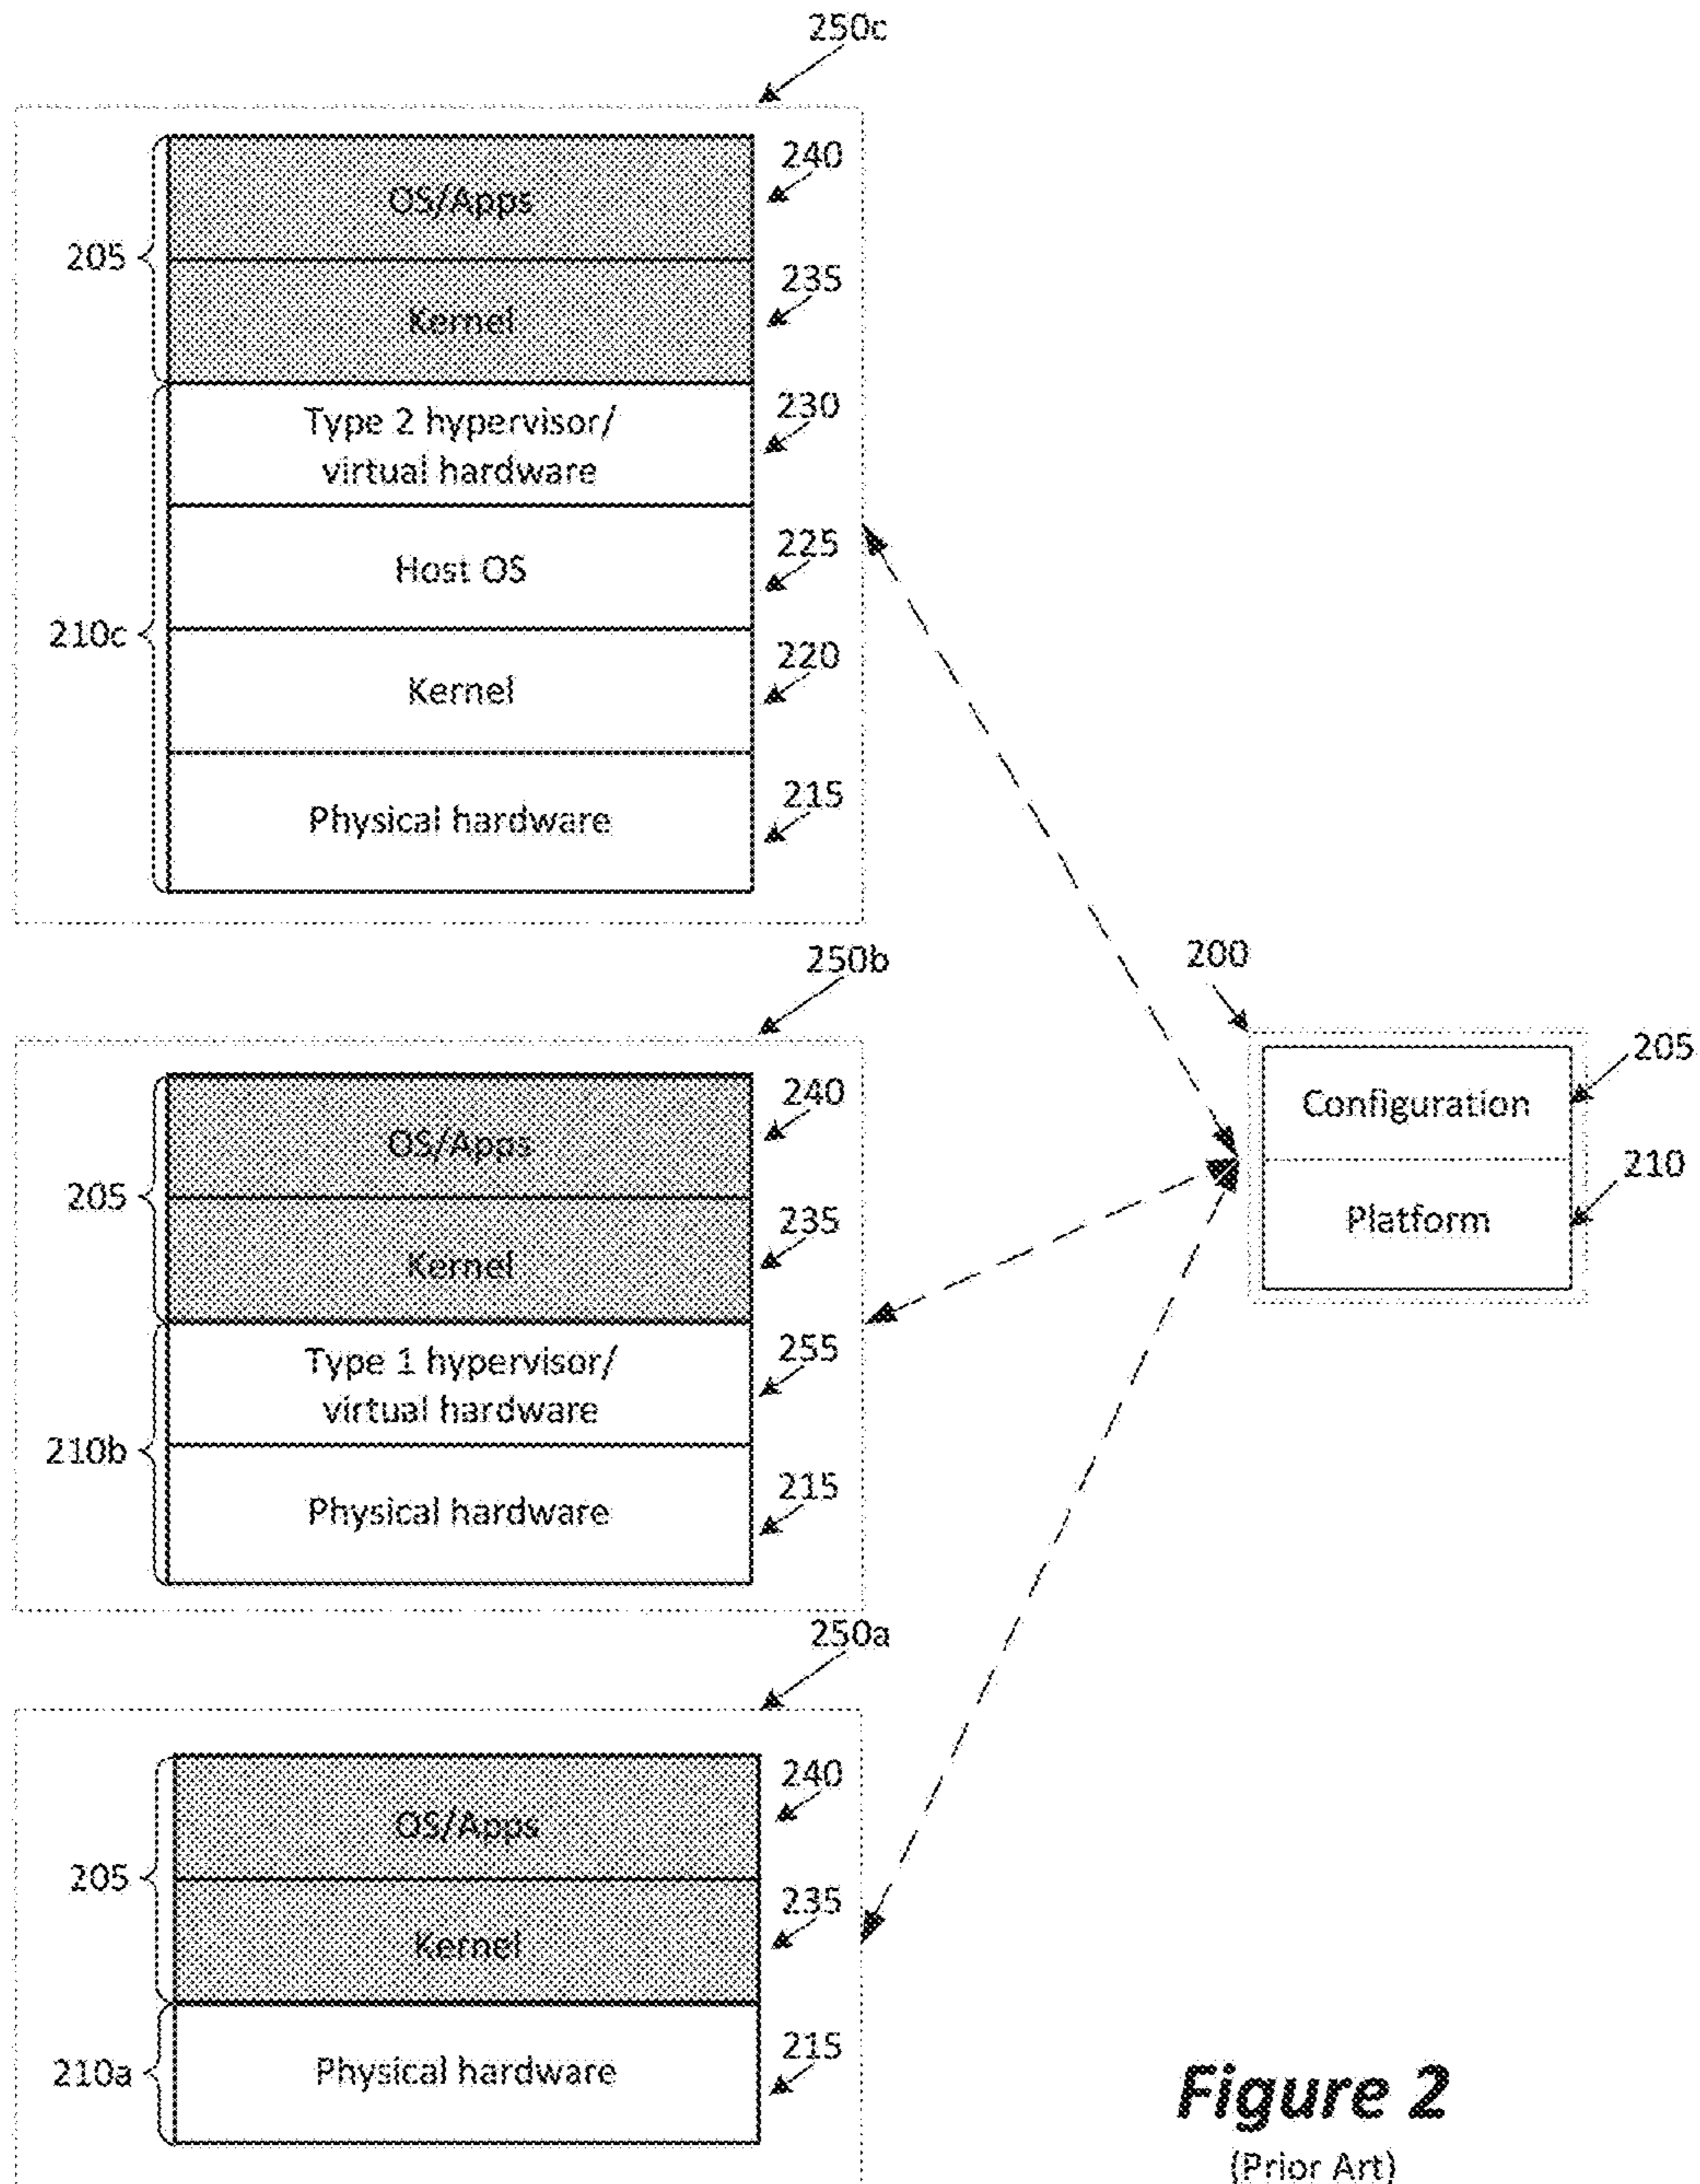 250c
OS/Apps
240
205
Kernel
235
Type 2 hypervisor/
virtual hardware
230
Host OS
225
210c
Kernel
220
Physical hardware
215
250b
OS/Apps
240
205
Kernel
235
Type 1 hypervisor/
virtual hardware
255
210b
Physical hardware
215
250a
OS/Apps
240
205
Kernel
235
210a
Physical hardware
215
200
Configuration
205
Platform
210
Figure 2
(Prior Art)